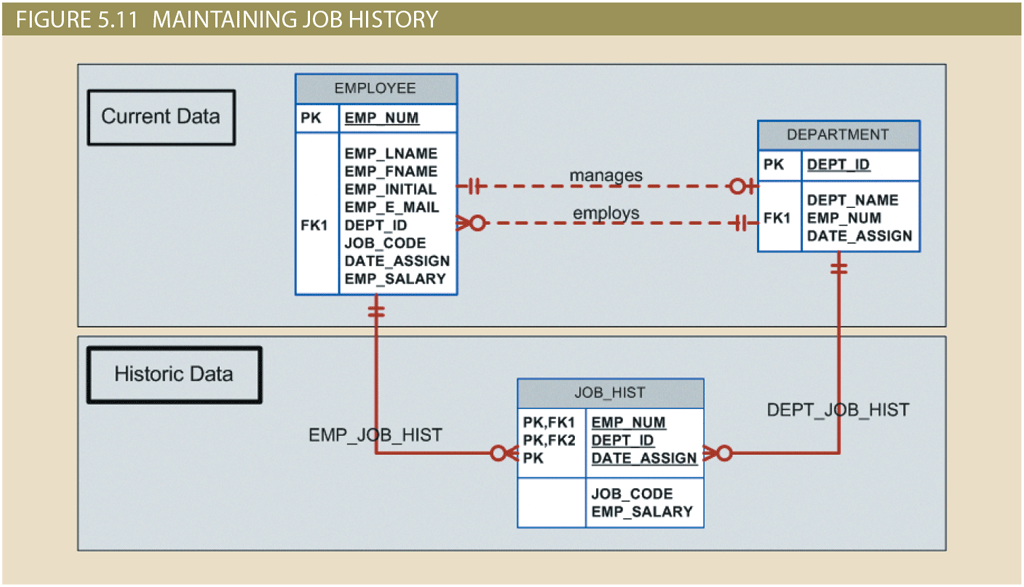 FIGURE 5.11 MAINTAINING JOB HISTORY
Current Data
EMPLOYEE
PK EMP_NUM
EMP_LNAME
EMP_FNAME
EMP_INITIAL
EMP_E_MAIL
FK1 DEPT_ID
JOB_CODE
DATE_ASSIGN
EMP_SALARY
manages
employs
DEPARTMENT
PK DEPT_ID
DEPT_NAME
FK1 EMP_NUM
DATE_ASSIGN
Historic Data
EMP_JOB_HIST
JOB_HIST
PK,FK1 EMP_NUM
PK,FK2 DEPT_ID
PK DATE_ASSIGN
JOB_CODE
EMP_SALARY
DEPT_JOB_HIST